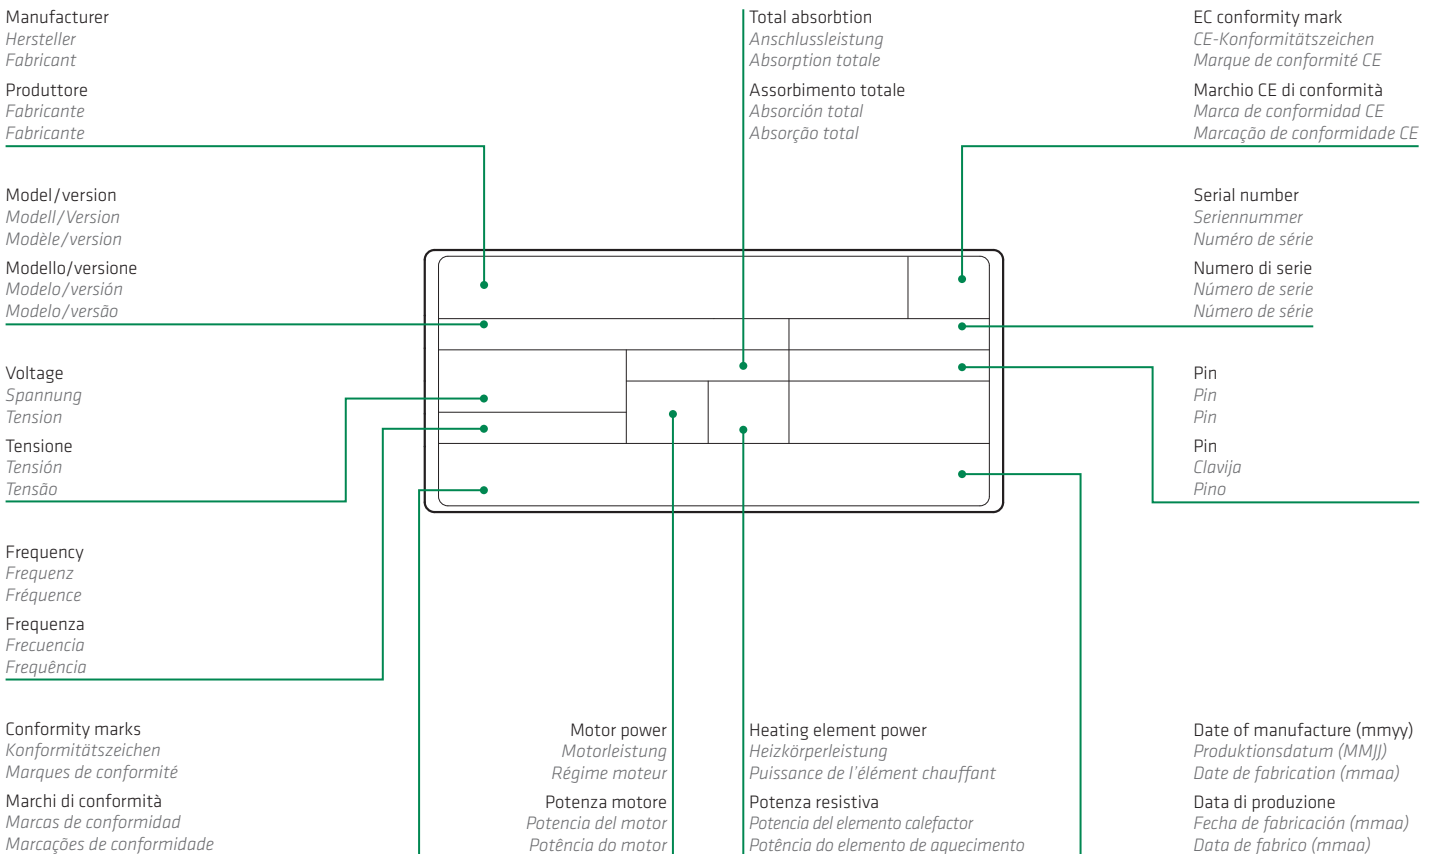 Manufacturer
Hersteller
Fabricant
Produttore
Fabricante
Fabricante
Total absorbtion
Anschlussleistung
Absorption totale
Assorbimento totale
Absorción total
Absorção total
EC conformity mark
CE-Konformitätszeichen
Marque de conformité CE
Marchio CE di conformità
Marca de conformidad CE
Marcação de conformidade CE
Model/version
Modell/Version
Modèle/version
Modello/versione
Modelo/versión
Modelo/versão
Serial number
Seriennummer
Numéro de série
Numero di serie
Número de serie
Número de série
Voltage
Spannung
Tension
Tensione
Tensión
Tensão
Pin
Pin
Pin
Pin
Clavija
Pino
Frequency
Frequenz
Fréquence
Frequenza
Frecuencia
Frequência
Conformity marks
Konformitätszeichen
Marques de conformité
Marchi di conformità
Marcas de conformidad
Marcações de conformidade
Motor power
Motorleistung
Régime moteur
Potenza motore
Potencia del motor
Potência do motor
Heating element power
Heizkörperleistung
Puissance de l'élément chauffant
Potenza resistiva
Potencia del elemento calefactor
Potência do elemento de aquecimento
Date of manufacture (mmyy)
Produktionsdatum (MMJJ)
Date de fabrication (mmaa)
Data di produzione
Fecha de fabricación (mmaa)
Data de fabrico (mmaa)